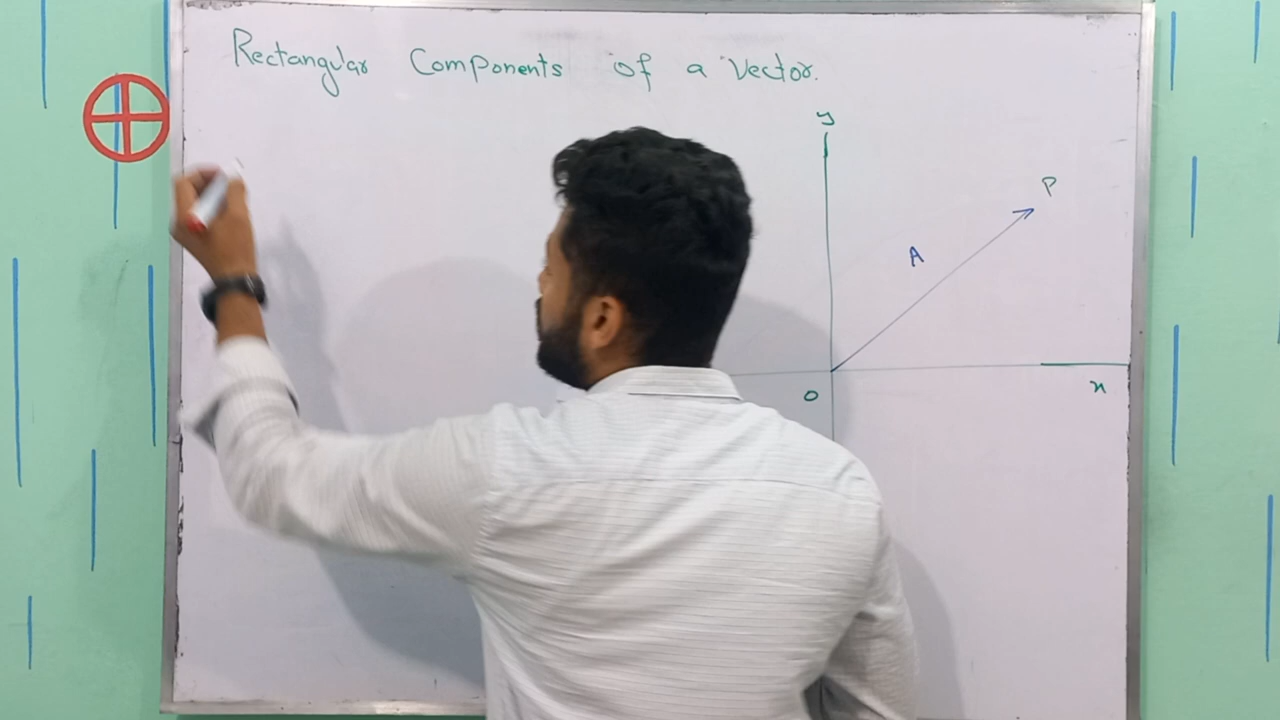 Rectangular Components of a Vector.
y
P
A
O
x